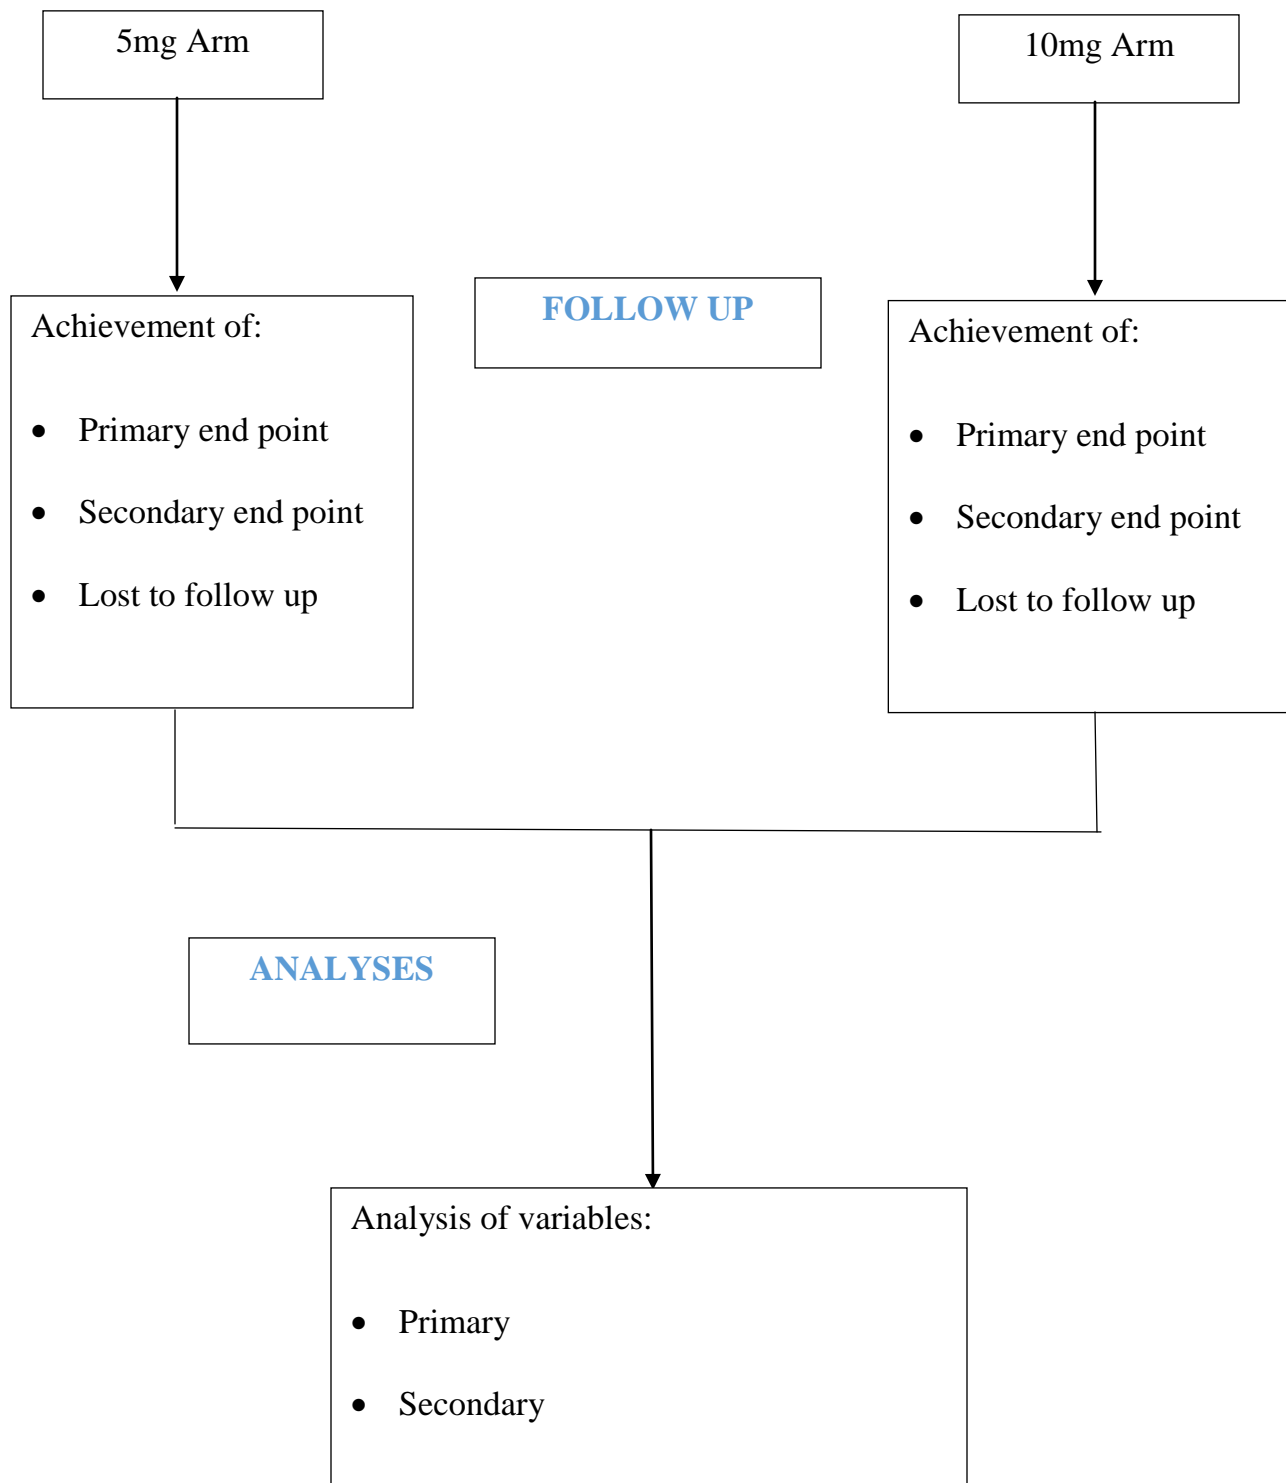 5mg Arm
10mg Arm
FOLLOW UP
Achievement of:
• Primary end point
• Secondary end point
• Lost to follow up
Achievement of:
• Primary end point
• Secondary end point
• Lost to follow up
ANALYSES
Analysis of variables:
• Primary
• Secondary